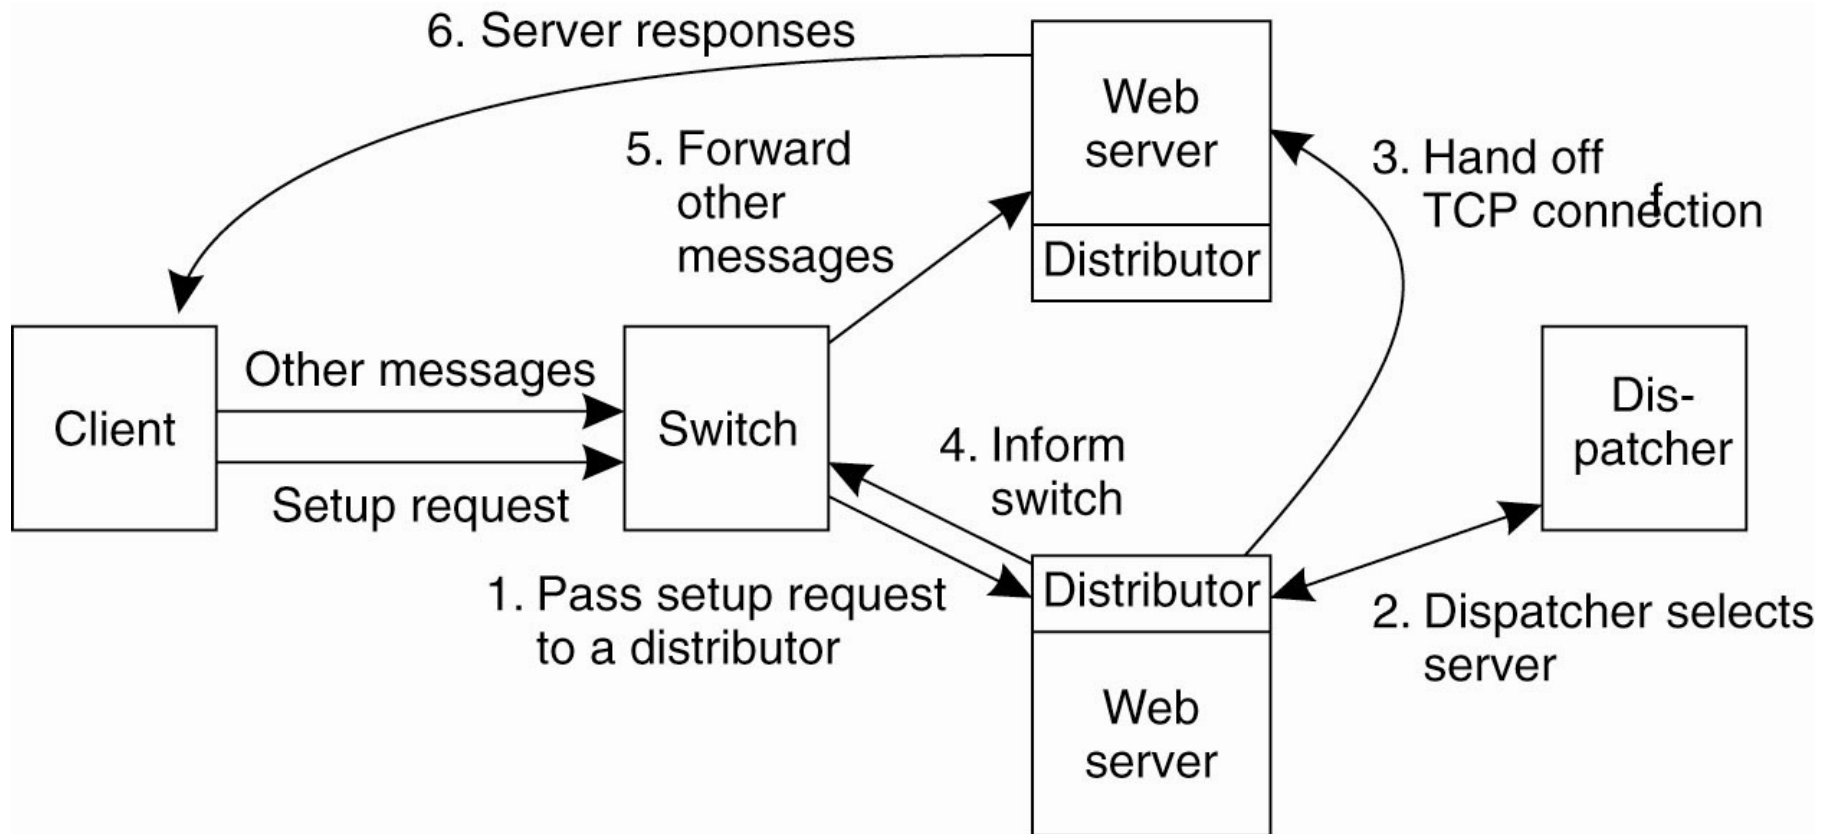 6. Server responses
Web
server
Distributor
5. Forward
other
messages
3. Hand off
f
TCP connection
Client
Other messages
Setup request
Switch
4. Inform
switch
Dis-
patcher
1. Pass setup request
to a distributor
Distributor
Web
server
2. Dispatcher selects
server